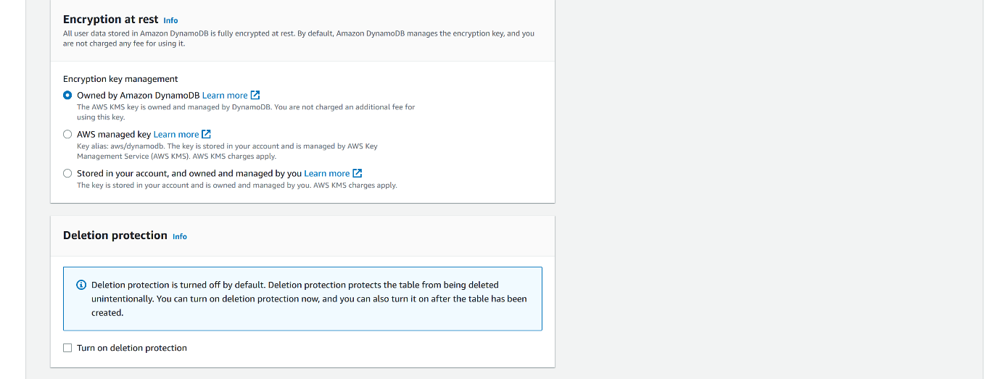 Encryption at rest Info
All user data stored in Amazon DynamoDB is fully encrypted at rest. By default, Amazon DynamoDB manages the encryption key, and you
are not charged any fee for using it.
Encryption key management
Owned by Amazon DynamoDB Learn more
The AWS KMS key is owned and managed by DynamoDB. You are not charged an additional fee for
using this key.
AWS managed key Learn more
Key alias: aws/dynamodb. The key is stored in your account and is managed by AWS Key
Management Service (AWS KMS). AWS KMS charges apply.
Stored in your account, and owned and managed by you Learn more
The key is stored in your account and is owned and managed by you. AWS KMS charges apply.
Deletion protection Info
Deletion protection is turned off by default. Deletion protection protects the table from being deleted
unintentionally. You can turn on deletion protection now, and you can also turn it on after the table has been
created.
Turn on deletion protection